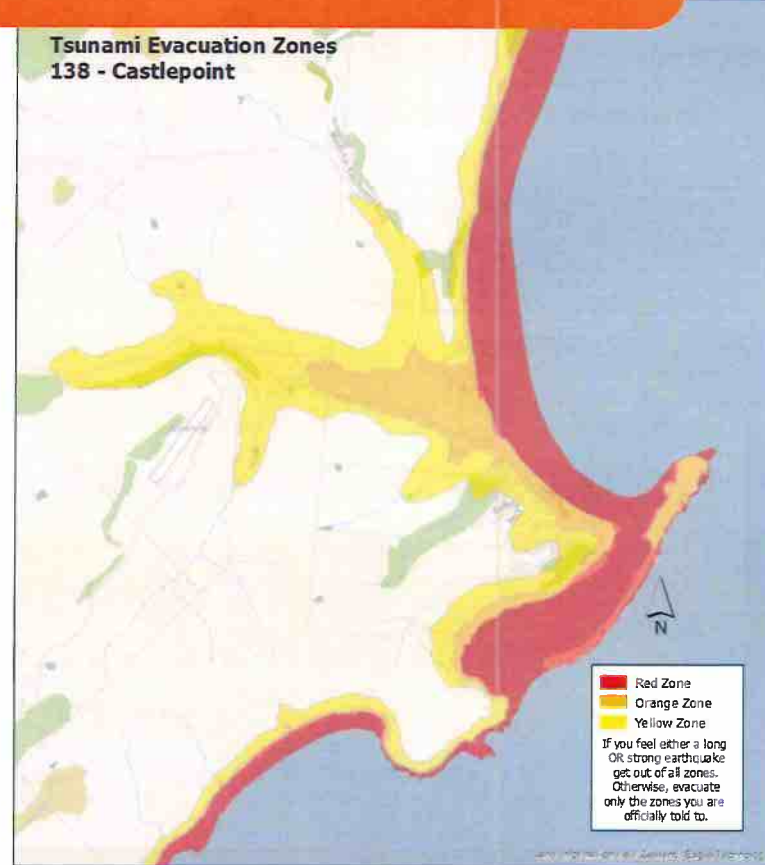 Tsunami Evacuation Zones
138 - Castlepoint
N
Red Zone
Orange Zone
Yellow Zone
If you feel either a long
OR strong earthquake
get out of all zones.
Otherwise, evacuate
only the zones you are
officially told to.